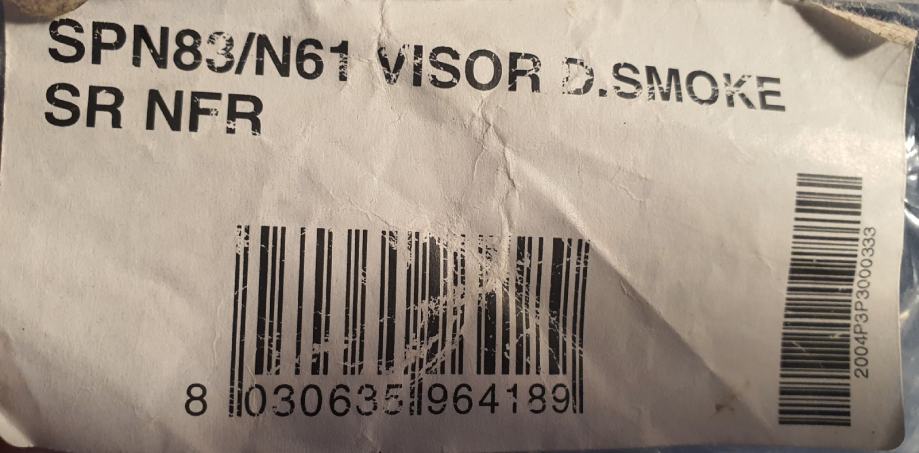 SPN83/N61 VISOR D.SMOKE
SR NFR
8 030635 964189
2004P3P3000333